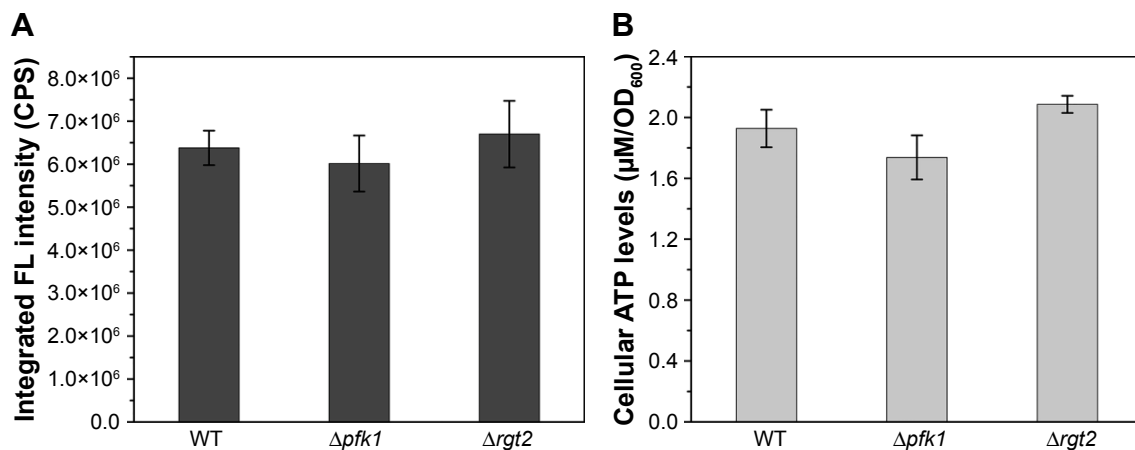 A
Integrated FL intensity (CPS)
8.0×10⁶
7.0×10⁶
6.0×10⁶
5.0×10⁶
4.0×10⁶
3.0×10⁶
2.0×10⁶
1.0×10⁶
0.0
WT Δpfk1 Δrgt2
B
Cellular ATP levels (μM/OD₆₀₀)
2.4
2.0
1.6
1.2
0.8
0.4
0.0
WT Δpfk1 Δrgt2